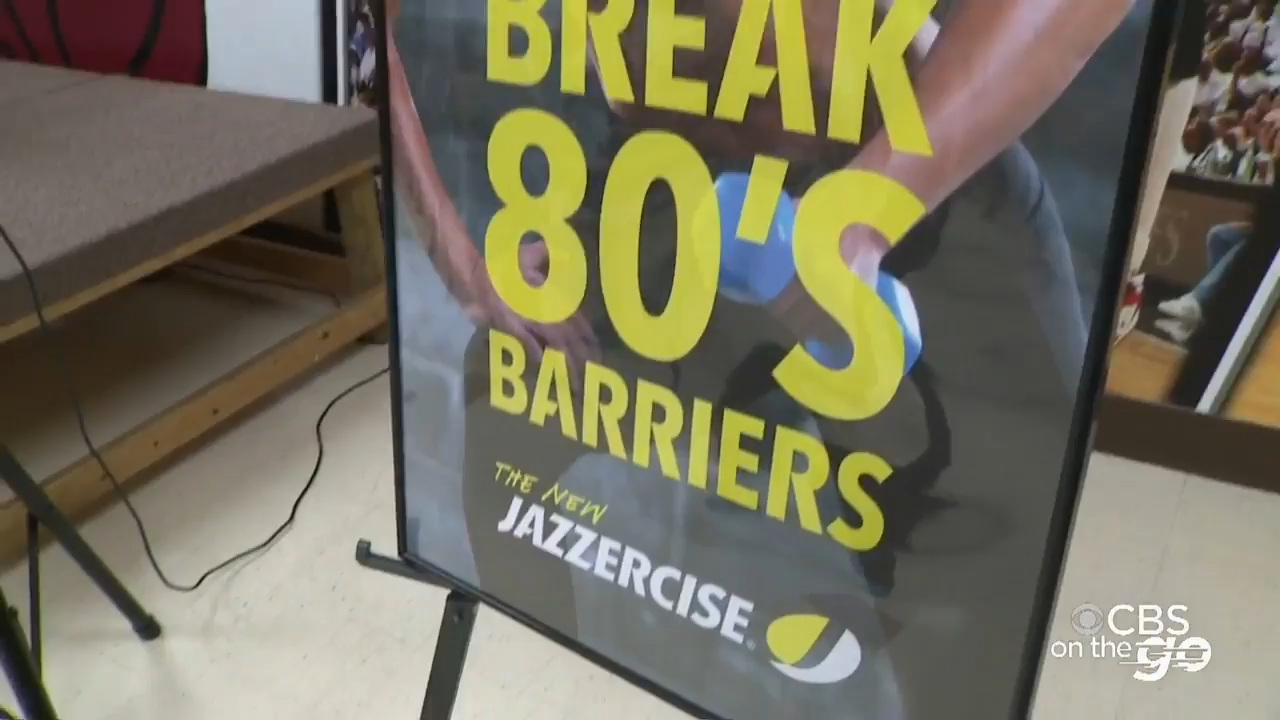 BREAK
80'S
BARRIERS
THE NEW
JAZZERCISE
CBS
on the
go